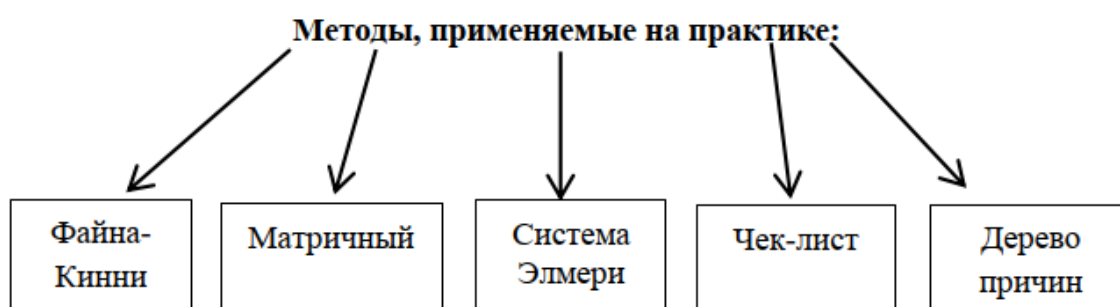 Методы, применяемые на практике:
Файна-
Кинни
Матричный
Система
Элмери
Чек-лист
Дерево
причин